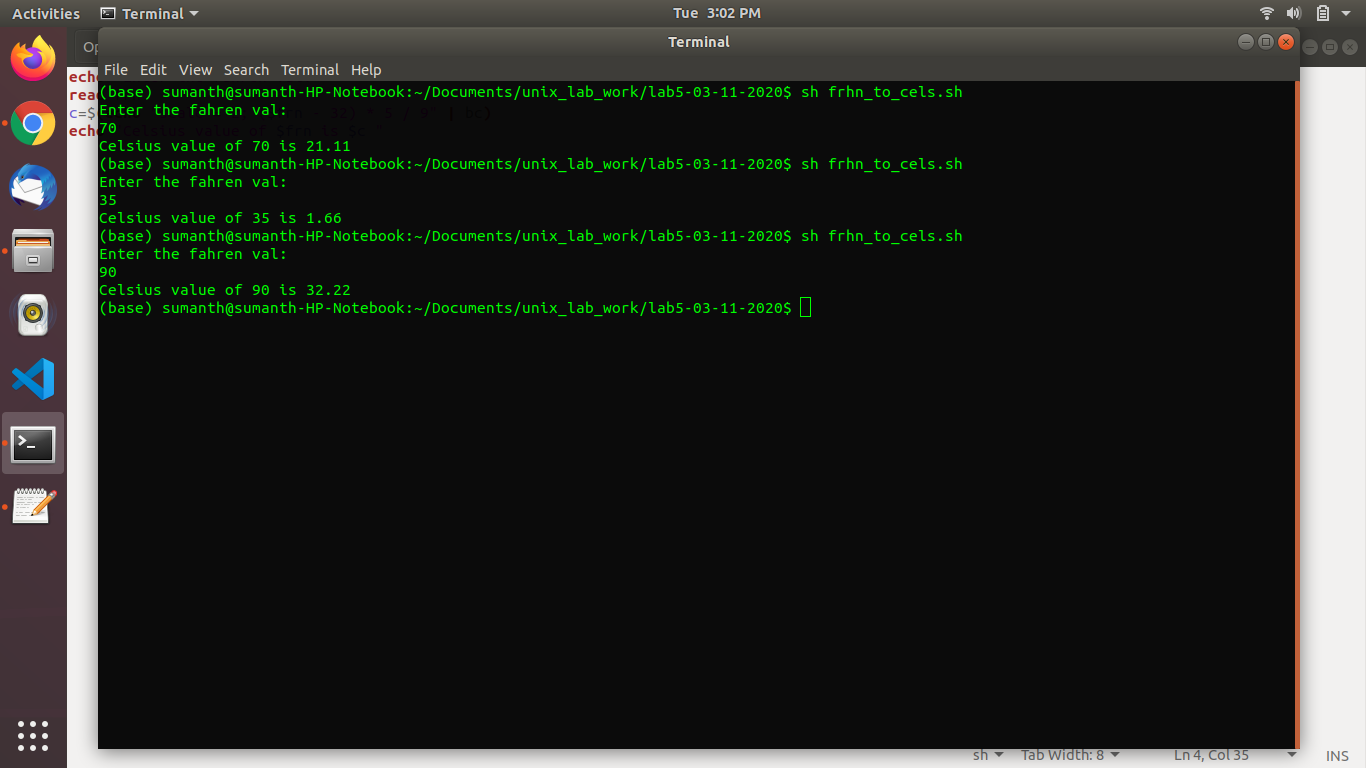 Activities Terminal Tue 3:02 PM
Op
Terminal
File Edit View Search Terminal Help
echo
read
c=$
echo
(base) sumanth@sumanth-HP-Notebook:~/Documents/unix_lab_work/lab5-03-11-2020$ sh frhn_to_cels.sh
Enter the fahren val:
70
Celsius value of 70 is 21.11
(base) sumanth@sumanth-HP-Notebook:~/Documents/unix_lab_work/lab5-03-11-2020$ sh frhn_to_cels.sh
Enter the fahren val:
35
Celsius value of 35 is 1.66
(base) sumanth@sumanth-HP-Notebook:~/Documents/unix_lab_work/lab5-03-11-2020$ sh frhn_to_cels.sh
Enter the fahren val:
90
Celsius value of 90 is 32.22
(base) sumanth@sumanth-HP-Notebook:~/Documents/unix_lab_work/lab5-03-11-2020$
sh Tab Width: 8 Ln 4, Col 35 INS